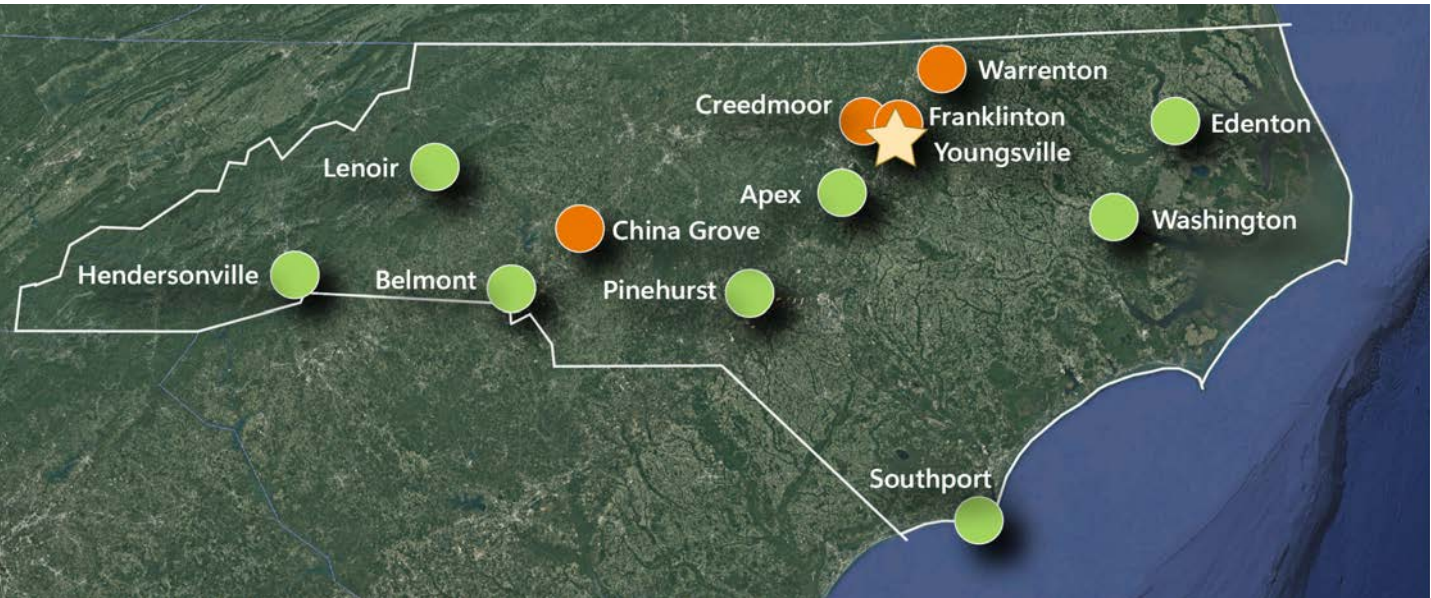 Warrenton
Creedmoor
Franklinton
Edenton
Youngsville
Lenoir
Apex
Washington
China Grove
Hendersonville
Belmont
Pinehurst
Southport